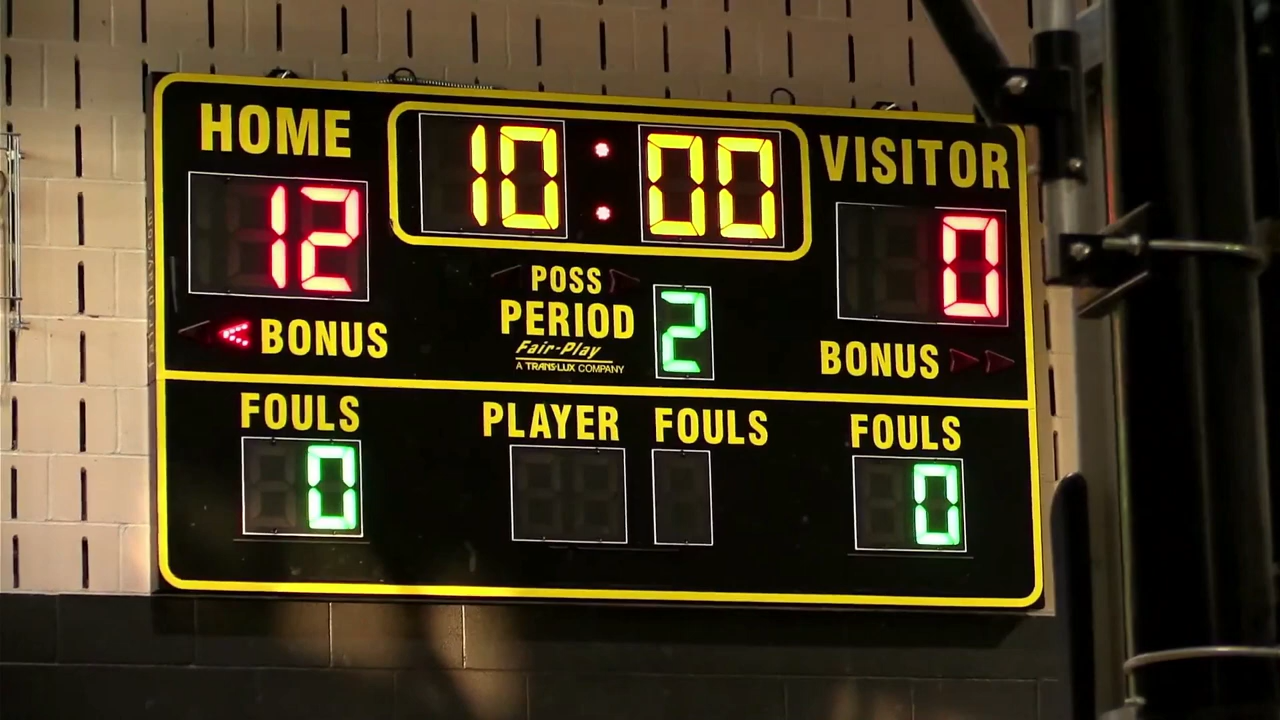 HOME
10:00
VISITOR
12
0
POSS
PERIOD
2
Fair-Play
A TRANS-LUX COMPANY
BONUS
BONUS
FOULS
PLAYER FOULS
FOULS
0
0